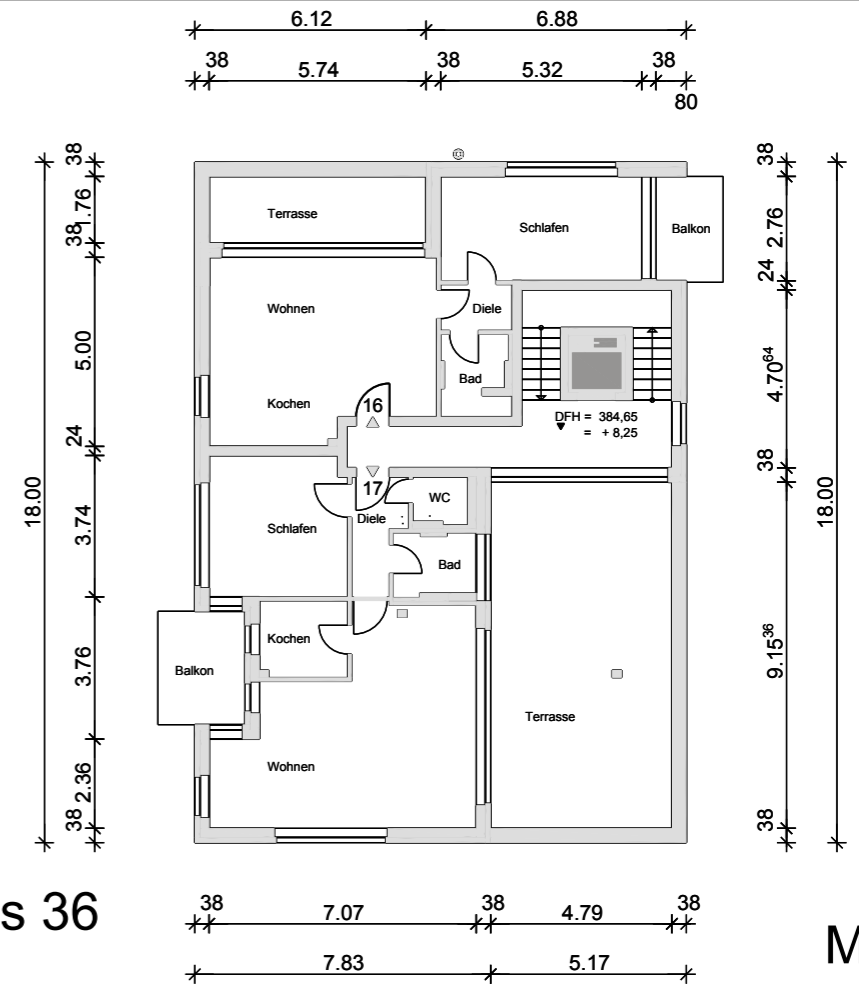 6.12 6.88
38 5.74 38 5.32 38
80
38 1.76 38 5.00 24 3.74 3.76 2.36 38
18.00
38 2.76 24 4.70⁶⁴ 38 9.15³⁶ 38
18.00
Terrasse
Schlafen
Balkon
Wohnen
Diele
Bad
Kochen
16
DFH = 384,65
= + 8,25
17
WC
Diele
Schlafen
Bad
Kochen
Balkon
Terrasse
Wohnen
s 36
M
38 7.07 38 4.79 38
7.83 5.17